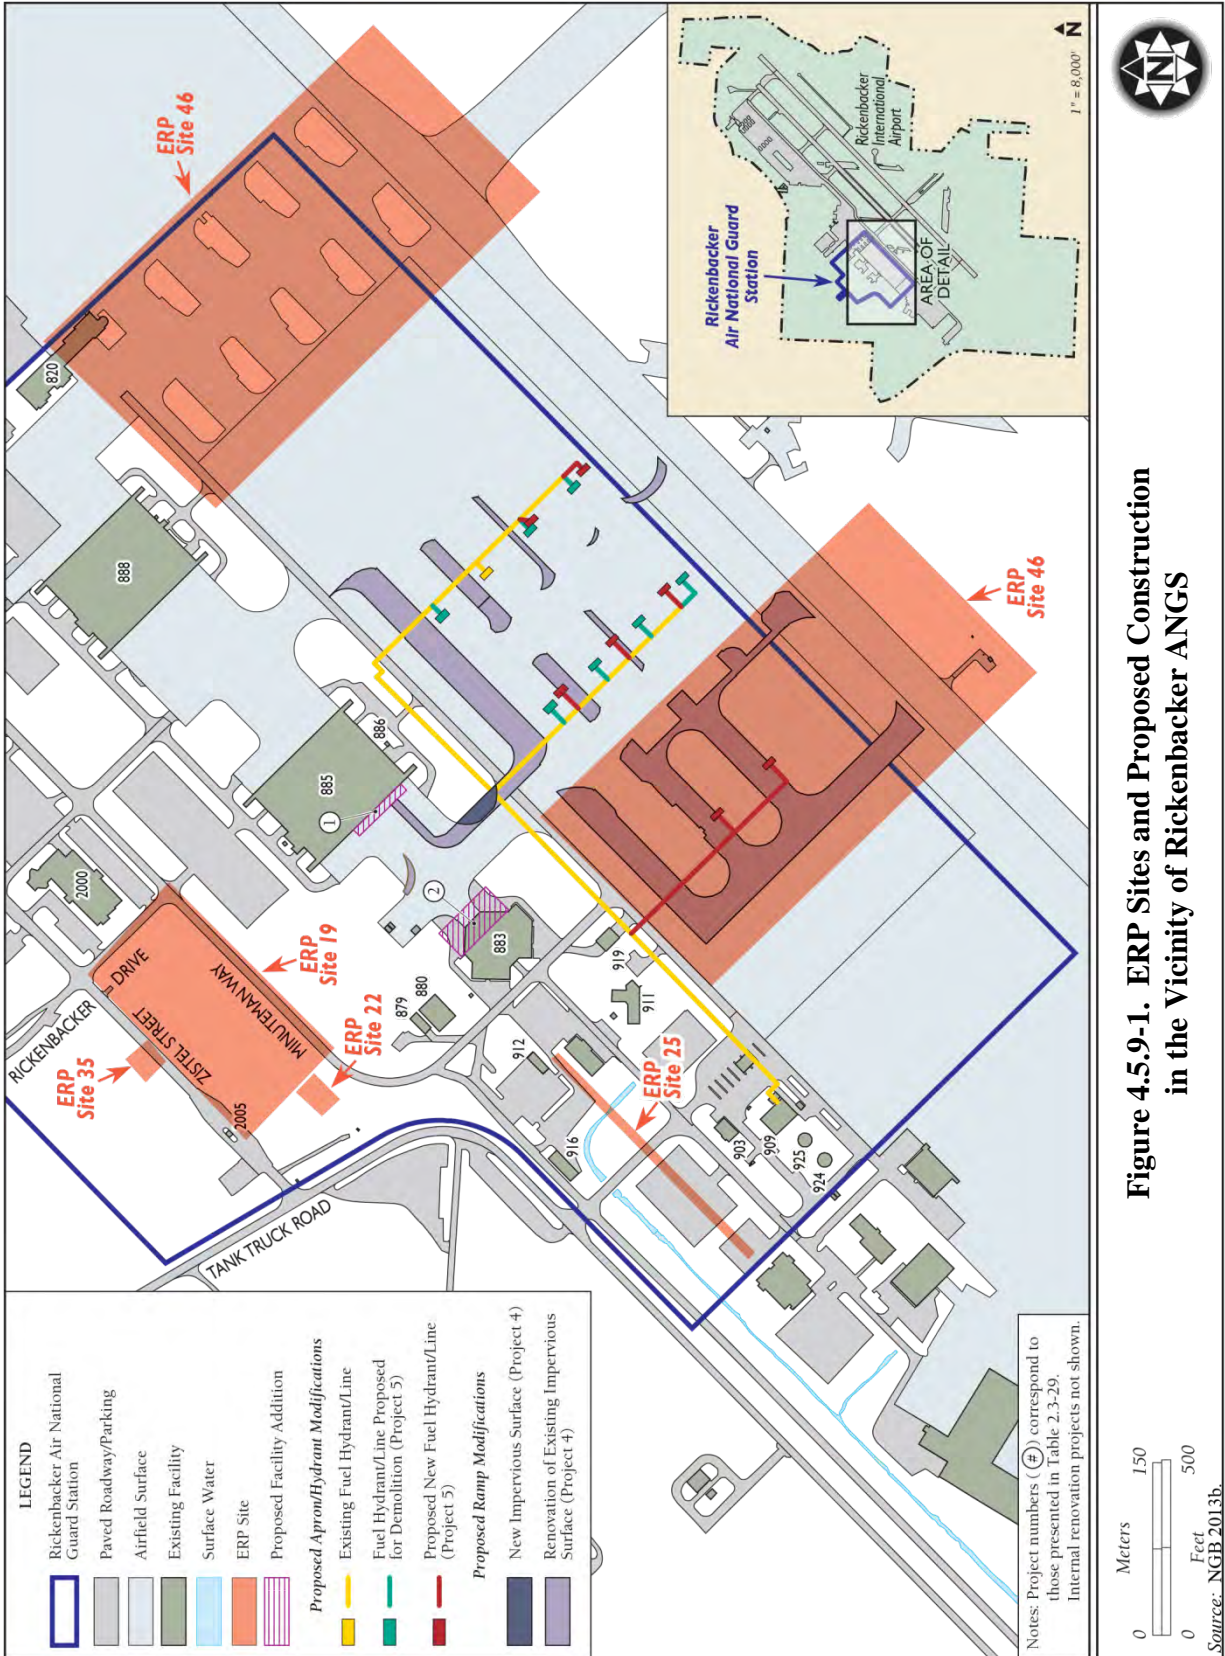 LEGEND
Rickenbacker Air National
Guard Station
Paved Roadway/Parking
Airfield Surface
Existing Facility
Surface Water
ERP Site
Proposed Facility Addition
Proposed Apron/Hydrant Modifications
Existing Fuel Hydrant/Line
Fuel Hydrant/Line Proposed
for Demolition (Project 5)
Proposed New Fuel Hydrant/Line
(Project 5)
Proposed Ramp Modifications
New Impervious Surface (Project 4)
Renovation of Existing Impervious
Surface (Project 4)
Notes: Project numbers (#) correspond to
those presented in Table 2.3-29.
Internal renovation projects not shown.
TANK TRUCK ROAD
RICKENBACKER
DRIVE
ZISTEL STREET
MINUTEMAN WAY
ERP
Site 35
ERP
Site 22
ERP
Site 19
ERP
Site 25
ERP
Site 46
ERP
Site 46
2005
2000
820
888
885
886
1
2
883
879
880
912
916
911
919
903
909
925
924
Rickenbacker
Air National Guard
Station
Rickenbacker
International
Airport
AREA OF
DETAIL
1" = 8,000'
N
0 Meters 150
0 Feet 500
Source: NGB 2013b.
Figure 4.5.9-1. ERP Sites and Proposed Construction
in the Vicinity of Rickenbacker ANGS
N